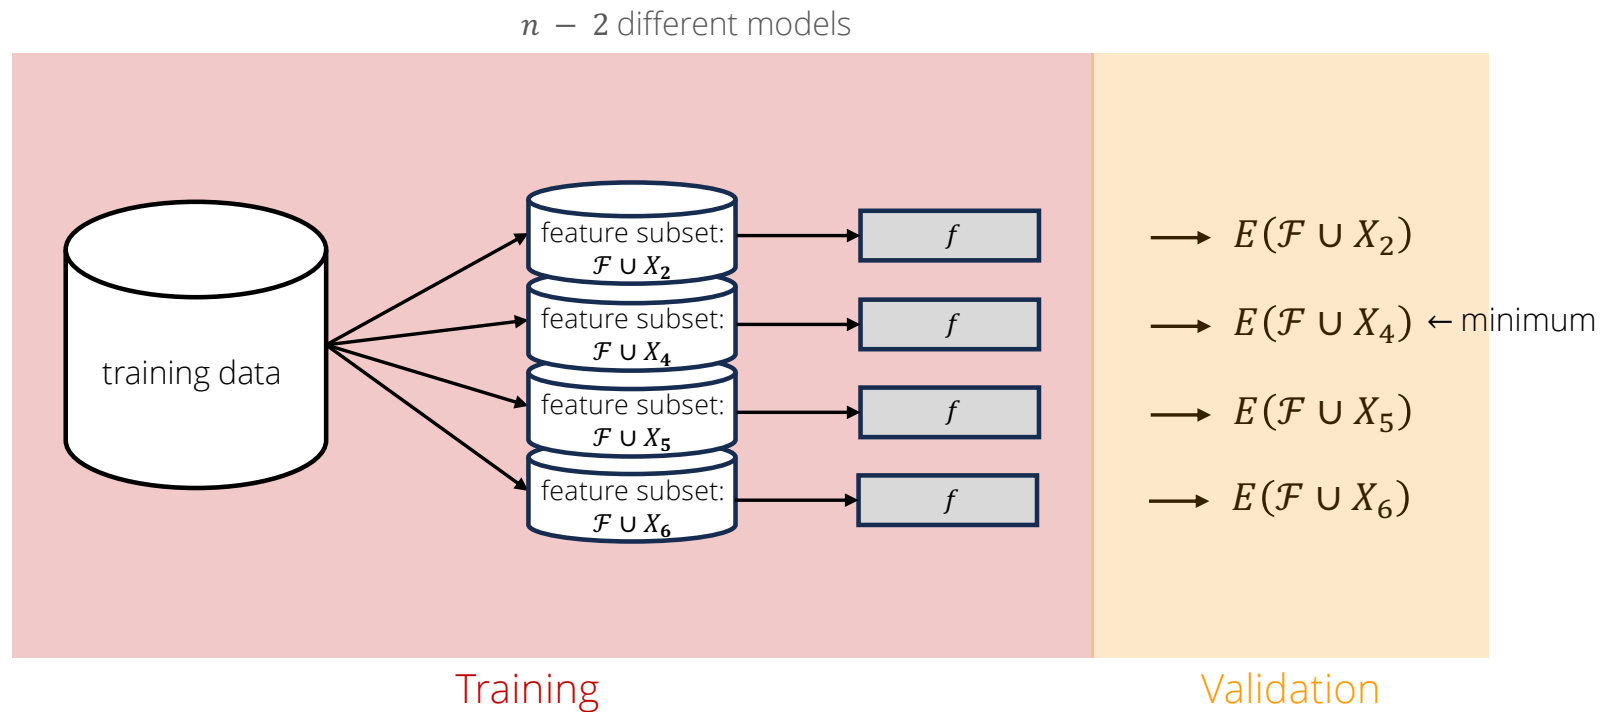 n − 2 different models
training data
feature subset:
ℱ ∪ X₂
feature subset:
ℱ ∪ X₄
feature subset:
ℱ ∪ X₅
feature subset:
ℱ ∪ X₆
f
f
f
f
E(ℱ ∪ X₂)
E(ℱ ∪ X₄) ← minimum
E(ℱ ∪ X₅)
E(ℱ ∪ X₆)
Training
Validation